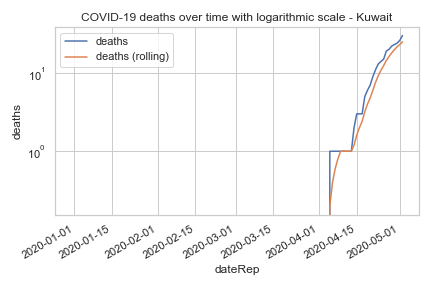 COVID-19 deaths over time with logarithmic scale - Kuwait
deaths
deaths (rolling)
10¹
10⁰
deaths
2020-01-01
2020-01-15
2020-02-01
2020-02-15
2020-03-01
2020-03-15
2020-04-01
2020-04-15
2020-05-01
dateRep